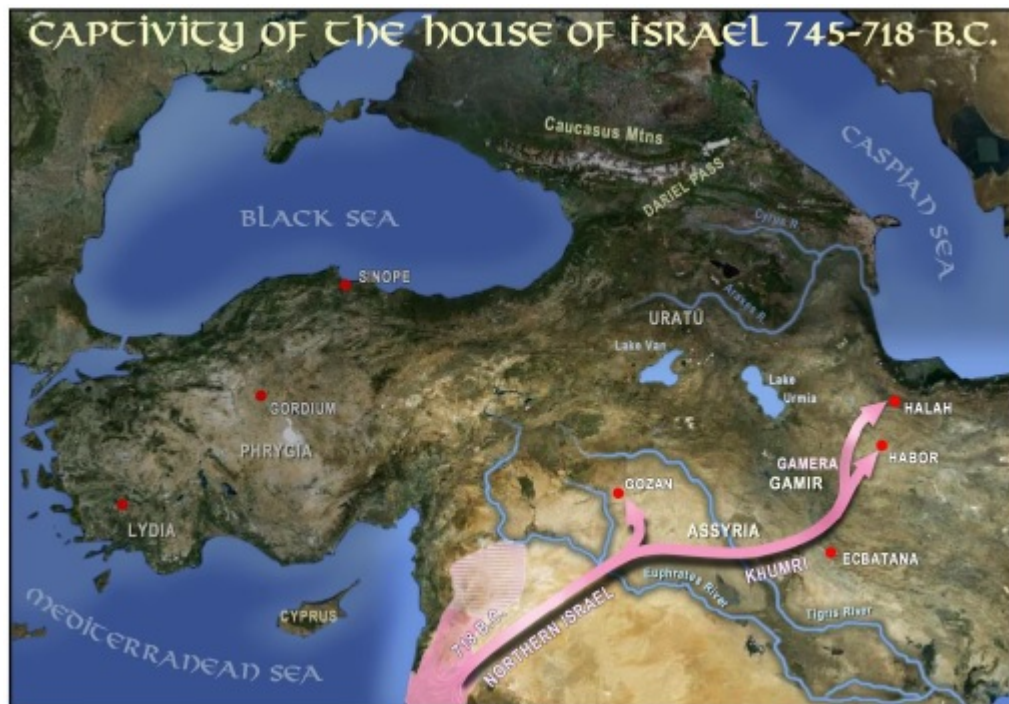 CAPTIVITY OF THE HOUSE OF ISRAEL 745-718 B.C.
Caucasus Mtns
CASPIAN SEA
DARIEL PASS
BLACK SEA
Cyrus R.
SINOPE
Araxes R.
URATU
Lake Van
Lake
Urmia
HALAH
GORDIUM
HABOR
PHRYGIA
GAMERA
GAMIR
GOZAN
LYDIA
ASSYRIA
ECBATANA
KHUMRI
Euphrates River
Tigris River
CYPRUS
MEDITERRANEAN SEA
718 B.C.
NORTHERN ISRAEL